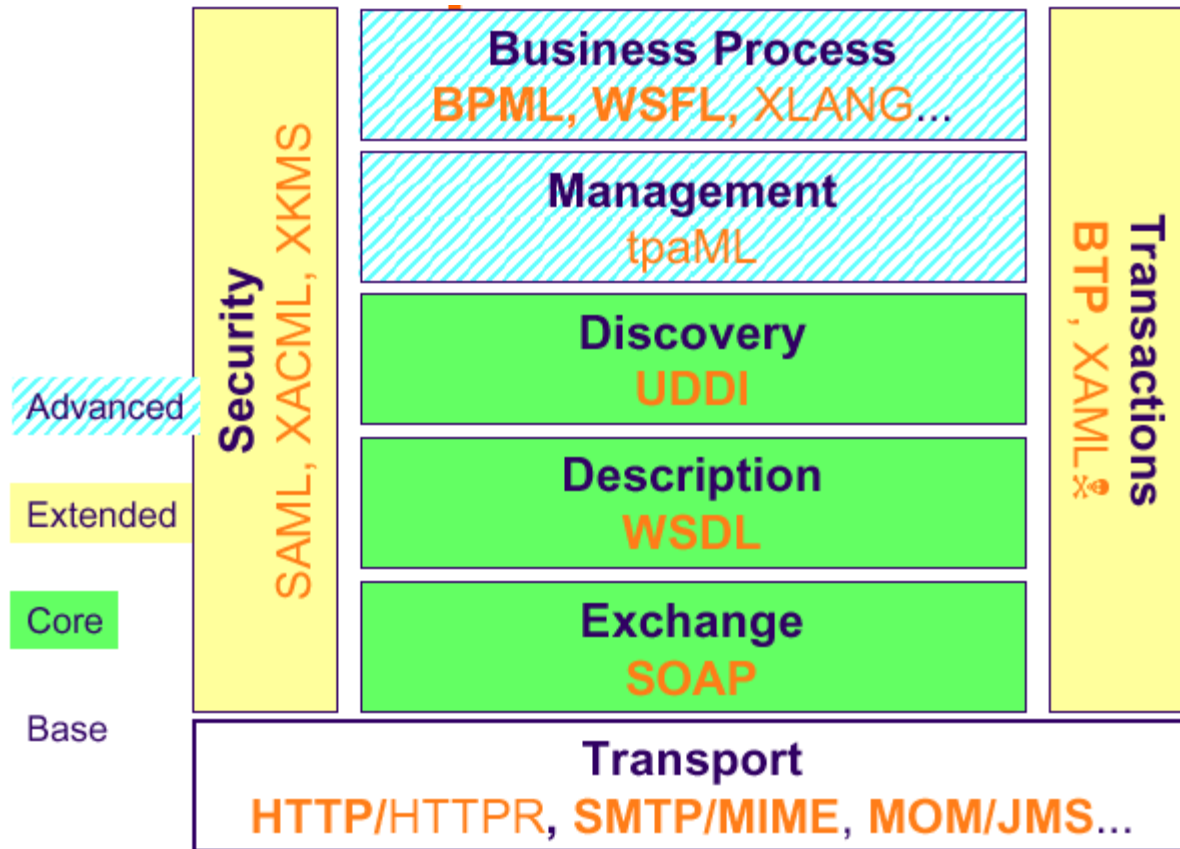 Business Process
BPML, WSFL, XLANG...
Management
tpaML
Discovery
UDDI
Description
WSDL
Exchange
SOAP
Security
SAML, XACML, XKMS
Transactions
BTP, XAML☠
Advanced
Extended
Core
Base
Transport
HTTP/HTTPR, SMTP/MIME, MOM/JMS...